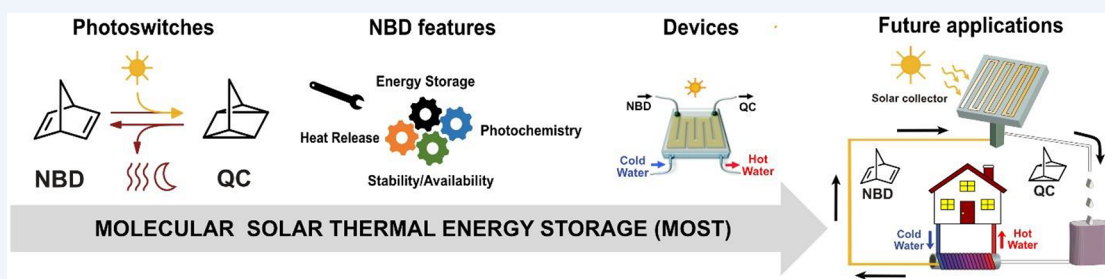 Photoswitches
NBD
QC
NBD features
Energy Storage
Heat Release
Photochemistry
Stability/Availability
Devices
NBD
QC
Cold
Water
Hot
Water
Future applications
Solar collector
NBD
QC
Cold
Water
Hot
Water
MOLECULAR SOLAR THERMAL ENERGY STORAGE (MOST)